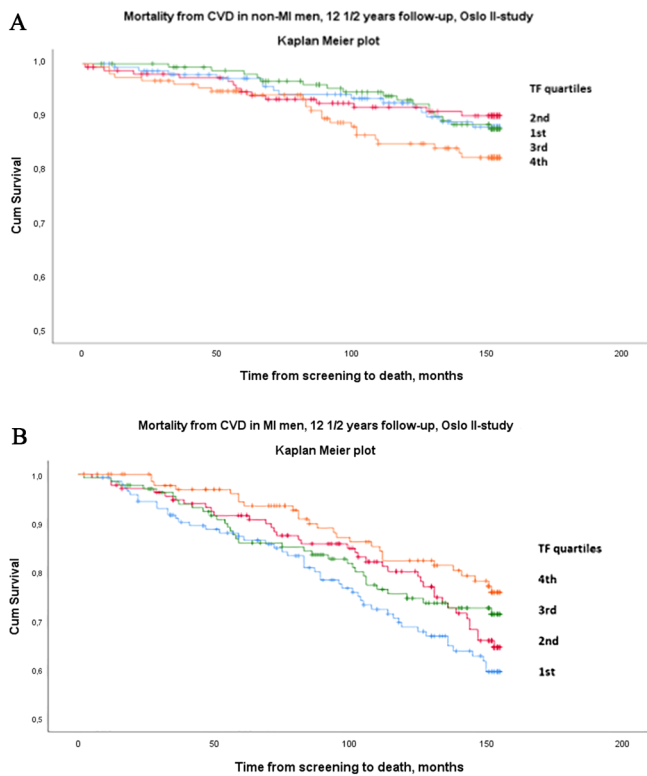 A
Mortality from CVD in non-MI men, 12 1/2 years follow-up, Oslo II-study
Kaplan Meier plot
Cum Survival
1,0
0,9
0,8
0,7
0,6
0,5
TF quartiles
2nd
1st
3rd
4th
0 50 100 150 200
Time from screening to death, months
B
Mortality from CVD in MI men, 12 1/2 years follow-up, Oslo II-study
Kaplan Meier plot
Cum Survival
1,0
0,9
0,8
0,7
0,6
0,5
TF quartiles
4th
3rd
2nd
1st
0 50 100 150 200
Time from screening to death, months